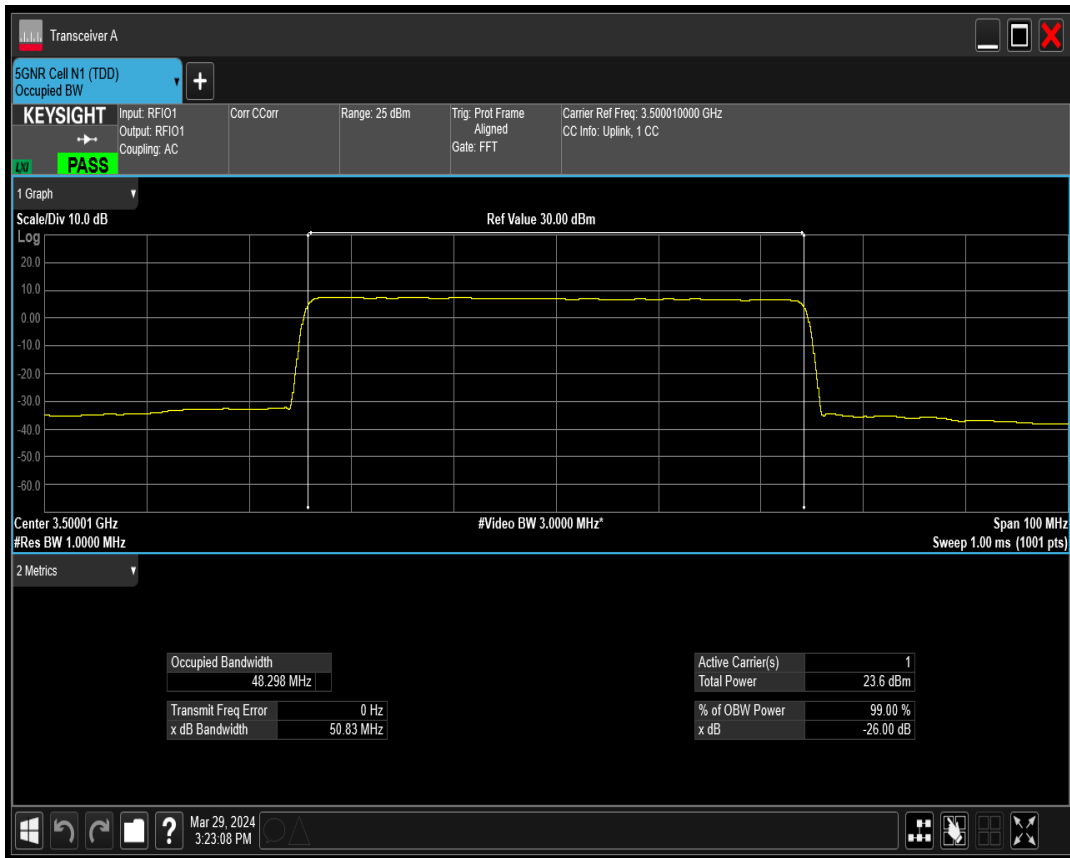 Transceiver A
5GNR Cell N1 (TDD)
Occupied BW
+
KEYSIGHT
LXI
PASS
Input: RFIO1
Output: RFIO1
Coupling: AC
Corr CCorr
Range: 25 dBm
Trig: Prot Frame
Aligned
Gate: FFT
Carrier Ref Freq: 3.500010000 GHz
CC Info: Uplink, 1 CC
1 Graph
Scale/Div 10.0 dB
Ref Value 30.00 dBm
Log
20.0
10.0
0.00
-10.0
-20.0
-30.0
-40.0
-50.0
-60.0
Center 3.50001 GHz
#Video BW 3.0000 MHz*
Span 100 MHz
#Res BW 1.0000 MHz
Sweep 1.00 ms (1001 pts)
2 Metrics
Occupied Bandwidth
48.298 MHz
Transmit Freq Error 0 Hz
x dB Bandwidth 50.83 MHz
Active Carrier(s) 1
Total Power 23.6 dBm
% of OBW Power 99.00 %
x dB -26.00 dB
?
Mar 29, 2024
3:23:08 PM